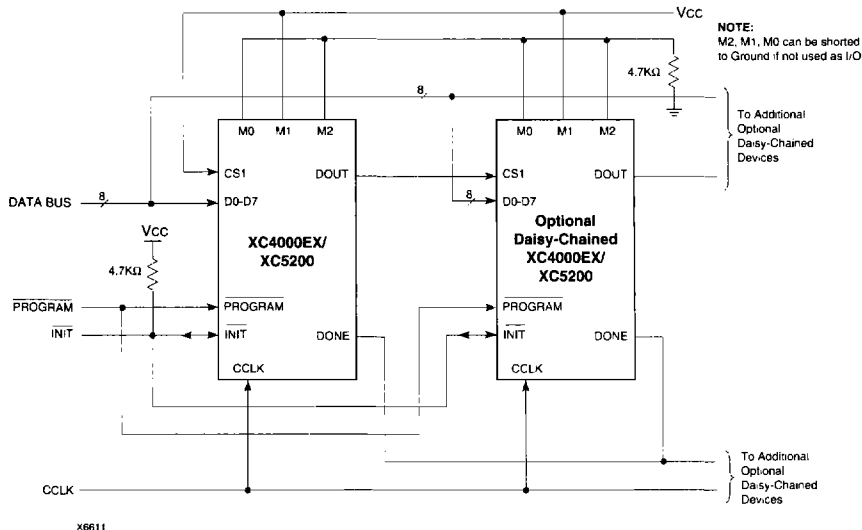 VCC
NOTE:
M2, M1, M0 can be shorted
to Ground if not used as I/O
4.7KΩ
8
M0 M1 M2
M0 M1 M2
To Additional
Optional
Daisy-Chained
Devices
CS1 DOUT
CS1 DOUT
DATA BUS 8
D0-D7
8
D0-D7
VCC
4.7KΩ
XC4000EX/
XC5200
Optional
Daisy-Chained
XC4000EX/
XC5200
PROGRAM
PROGRAM
PROGRAM
INIT
INIT DONE
INIT DONE
CCLK
CCLK
To Additional
Optional
Daisy-Chained
Devices
CCLK
X6611